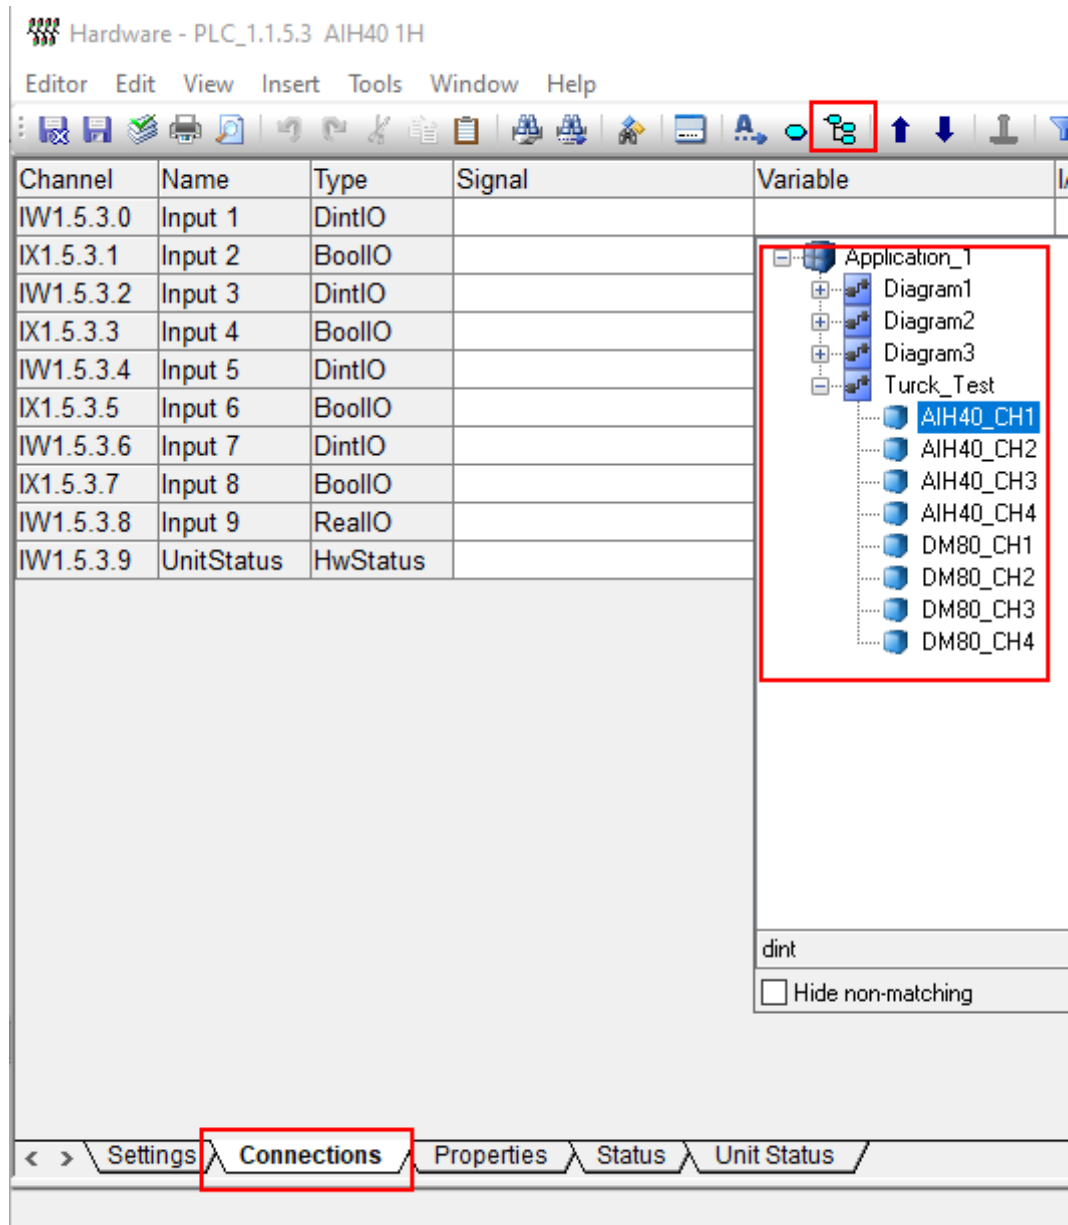 Hardware - PLC_1.1.5.3 AIH40 1H
Editor Edit View Insert Tools Window Help
Channel Name Type Signal Variable
IW1.5.3.0 Input 1 DintIO
IX1.5.3.1 Input 2 BoolIO
Application_1
IW1.5.3.2 Input 3 DintIO
Diagram1
IX1.5.3.3 Input 4 BoolIO
Diagram2
Diagram3
IW1.5.3.4 Input 5 DintIO
Turck_Test
IX1.5.3.5 Input 6 BoolIO
AIH40_CH1
IW1.5.3.6 Input 7 DintIO
AIH40_CH2
IX1.5.3.7 Input 8 BoolIO
AIH40_CH3
IW1.5.3.8 Input 9 RealIO
AIH40_CH4
DM80_CH1
IW1.5.3.9 UnitStatus HwStatus
DM80_CH2
DM80_CH3
DM80_CH4
dint
Hide non-matching
Settings Connections Properties Status Unit Status